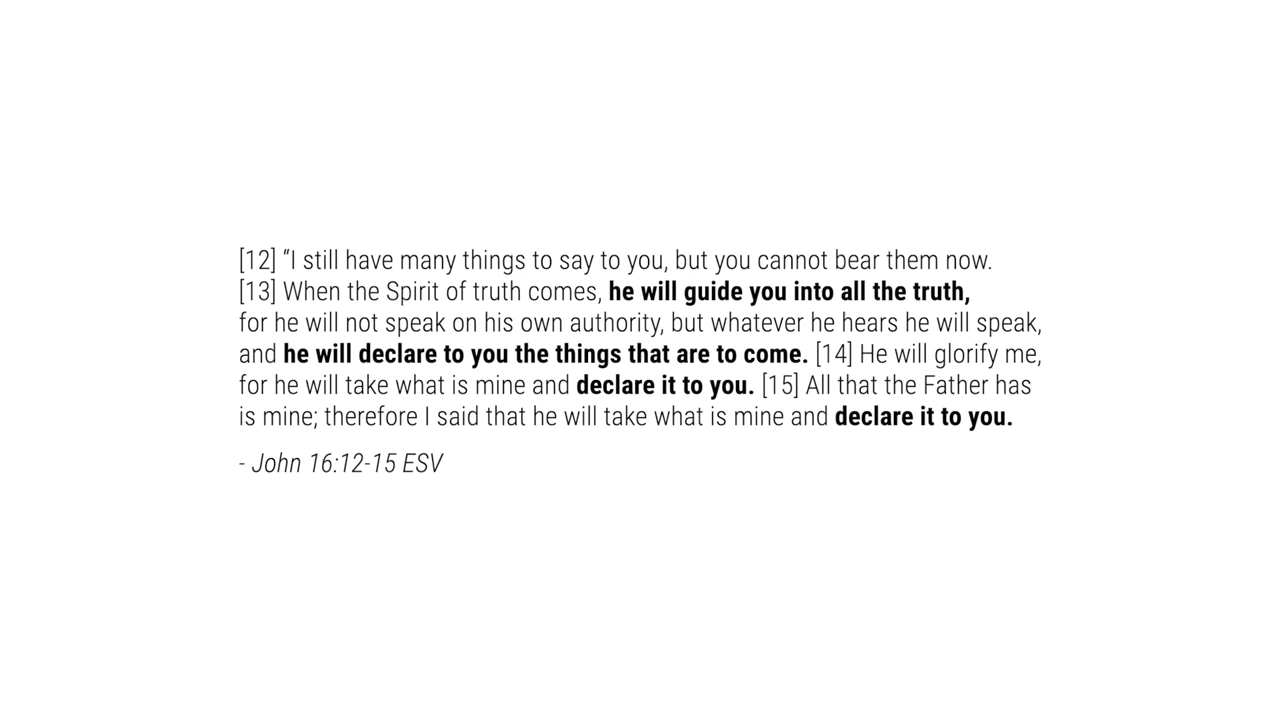 [12] “I still have many things to say to you, but you cannot bear them now.
[13] When the Spirit of truth comes, he will guide you into all the truth,
for he will not speak on his own authority, but whatever he hears he will speak,
and he will declare to you the things that are to come. [14] He will glorify me,
for he will take what is mine and declare it to you. [15] All that the Father has
is mine; therefore I said that he will take what is mine and declare it to you.
- John 16:12-15 ESV